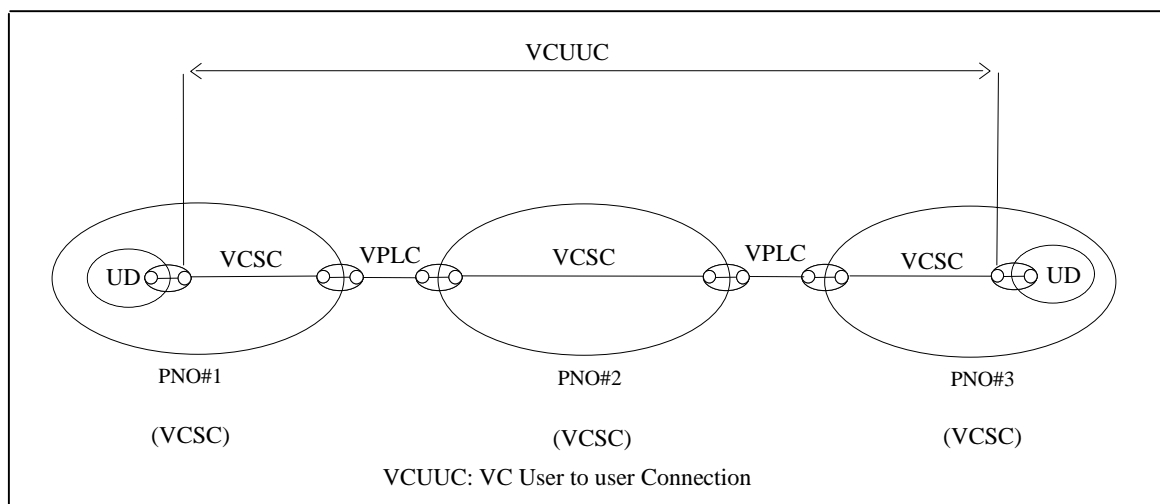 VCUUC
VPLC VPLC
VCSC VCSC VCSC
UD UD
PNO#1 PNO#2 PNO#3
(VCSC) (VCSC) (VCSC)
VCUUC: VC User to user Connection